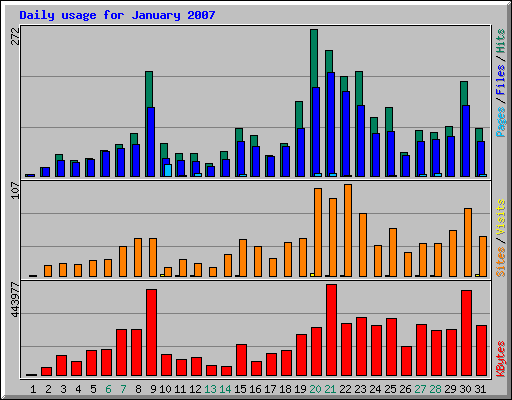 Daily usage for January 2007
272
Pages / Files / Hits
107
Sites / Visits
443977
KBytes
1 2 3 4 5 6 7 8 9 10 11 12 13 14 15 16 17 18 19 20 21 22 23 24 25 26 27 28 29 30 31